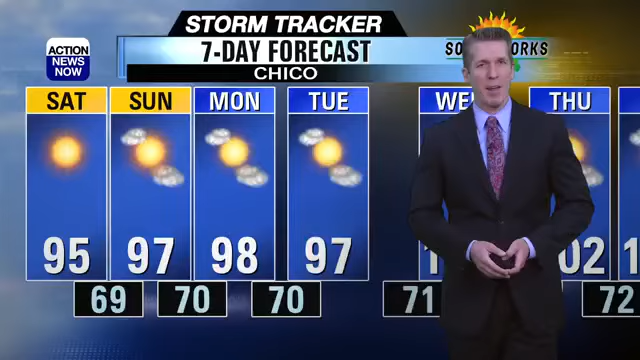 ACTION
NEWS
NOW
STORM TRACKER
7-DAY FORECAST
CHICO
SAT SUN MON TUE THU
95 97 98 97
69 70 70 71 72